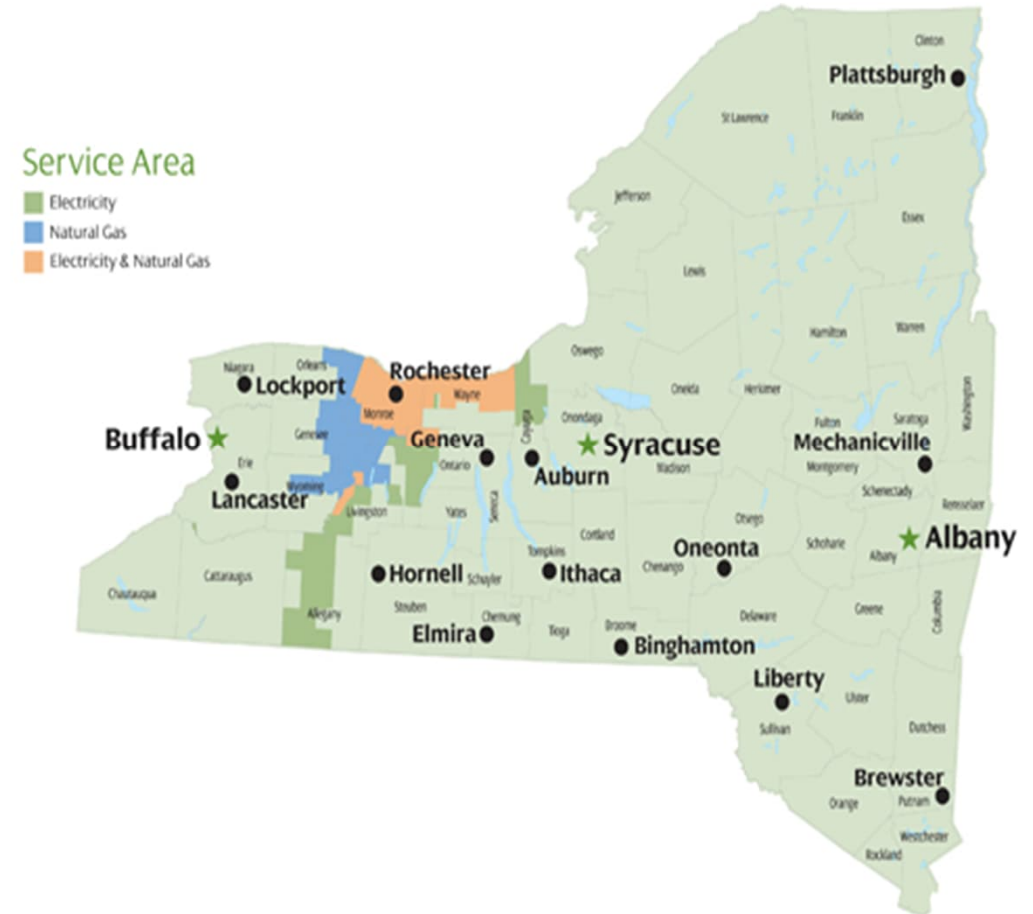 Clinton
Plattsburgh
St Lawrence
Franklin
Service Area
Electricity
Natural Gas
Electricity & Natural Gas
Jefferson
Essex
Lewis
Hamilton
Warren
Oswego
Niagara
Orleans
Rochester
Lockport
Wayne
Oneida
Herkimer
Washington
Monroe
Cayuga
Onondaga
Fulton
Saratoga
Buffalo
Genesee
Geneva
Syracuse
Mechanicville
Erie
Ontario
Auburn
Madison
Montgomery
Wyoming
Lancaster
Livingston
Yates
Seneca
Schenectady
Rensselaer
Otsego
Cortland
Albany
Schoharie
Albany
Oneonta
Tompkins
Chenango
Hornell
Schuyler
Ithaca
Cattaraugus
Chautauqua
Allegany
Steuben
Chemung
Delaware
Greene
Columbia
Elmira
Tioga
Broome
Binghamton
Liberty
Ulster
Sullivan
Dutchess
Brewster
Orange
Putnam
Westchester
Rockland